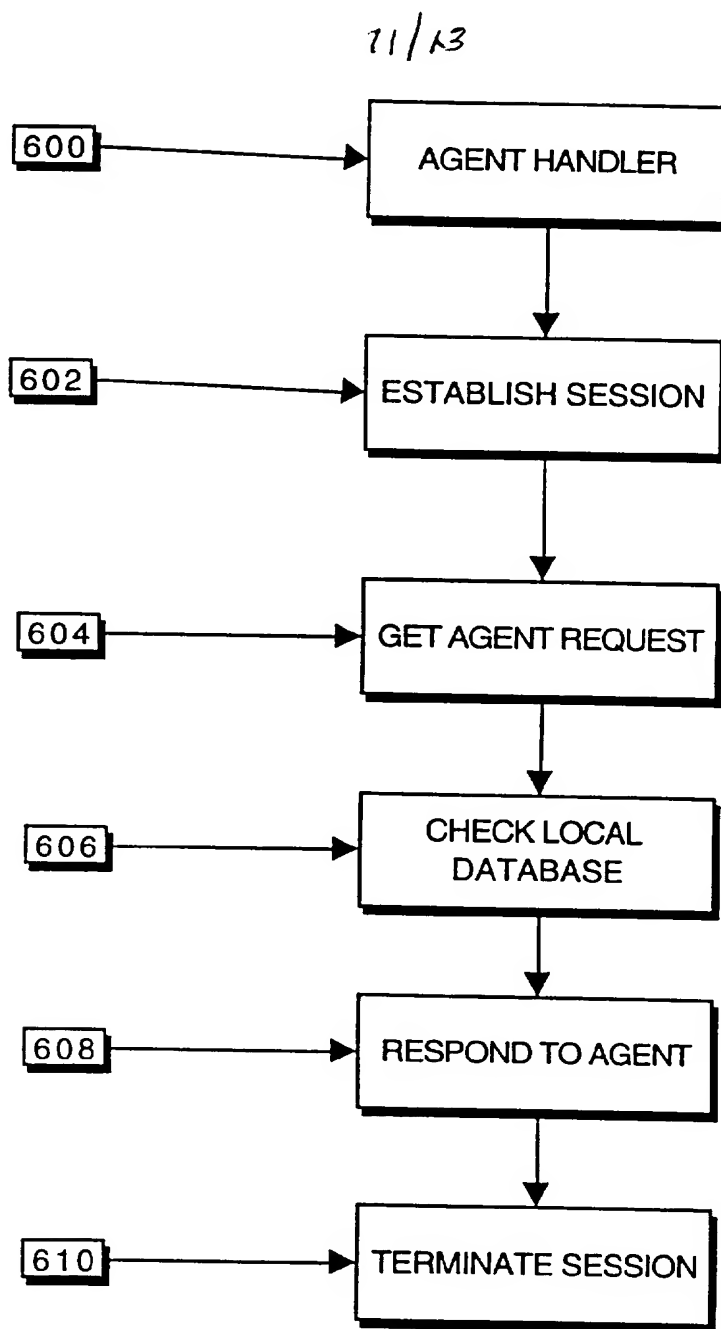 11/13
600
AGENT HANDLER
602
ESTABLISH SESSION
604
GET AGENT REQUEST
606
CHECK LOCAL
DATABASE
608
RESPOND TO AGENT
610
TERMINATE SESSION